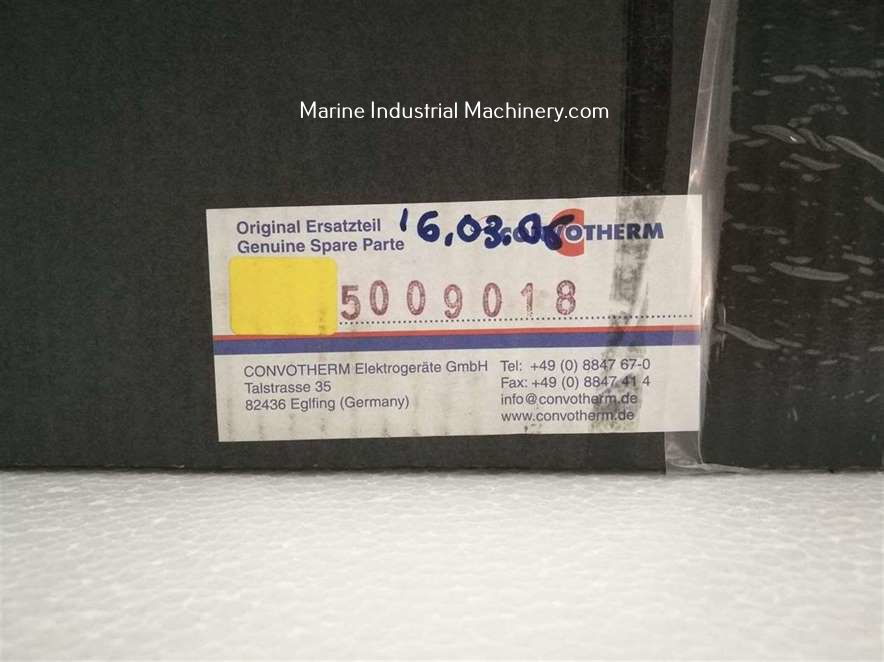 Marine Industrial Machinery.com
Original Ersatzteil
Genuine Spare Parte
16.03.06
CONVOTHERM
5009018
CONVOTHERM Elektrogeräte GmbH
Talstrasse 35
82436 Eglfing (Germany)
Tel: +49 (0) 8847 67-0
Fax: +49 (0) 8847 41 4
info@convotherm.de
www.convotherm.de